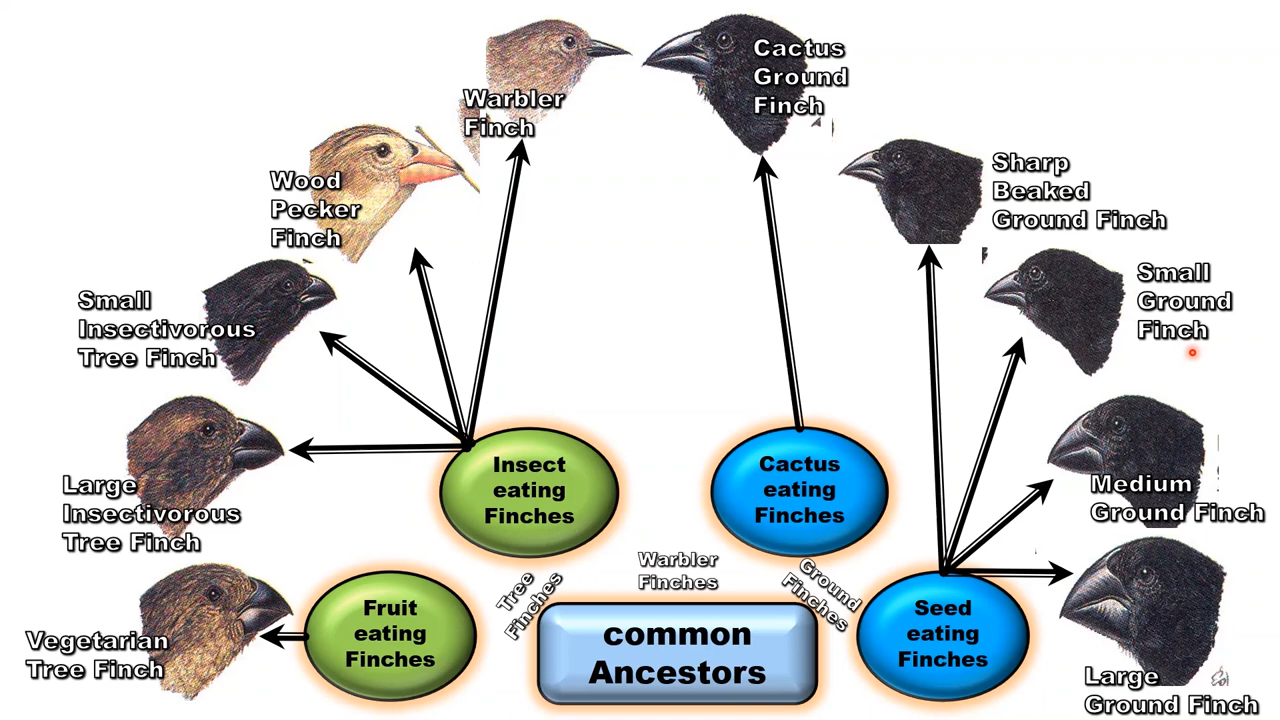 Warbler
Finch
Cactus
Ground
Finch
Wood
Pecker
Finch
Sharp
Beaked
Ground Finch
Small
Insectivorous
Tree Finch
Small
Ground
Finch
Large
Insectivorous
Tree Finch
Insect
eating
Finches
Cactus
eating
Finches
Medium
Ground Finch
Vegetarian
Tree Finch
Fruit
eating
Finches
Tree
Finches
Warbler
Finches
Ground
Finches
common
Ancestors
Seed
eating
Finches
Large
Ground Finch